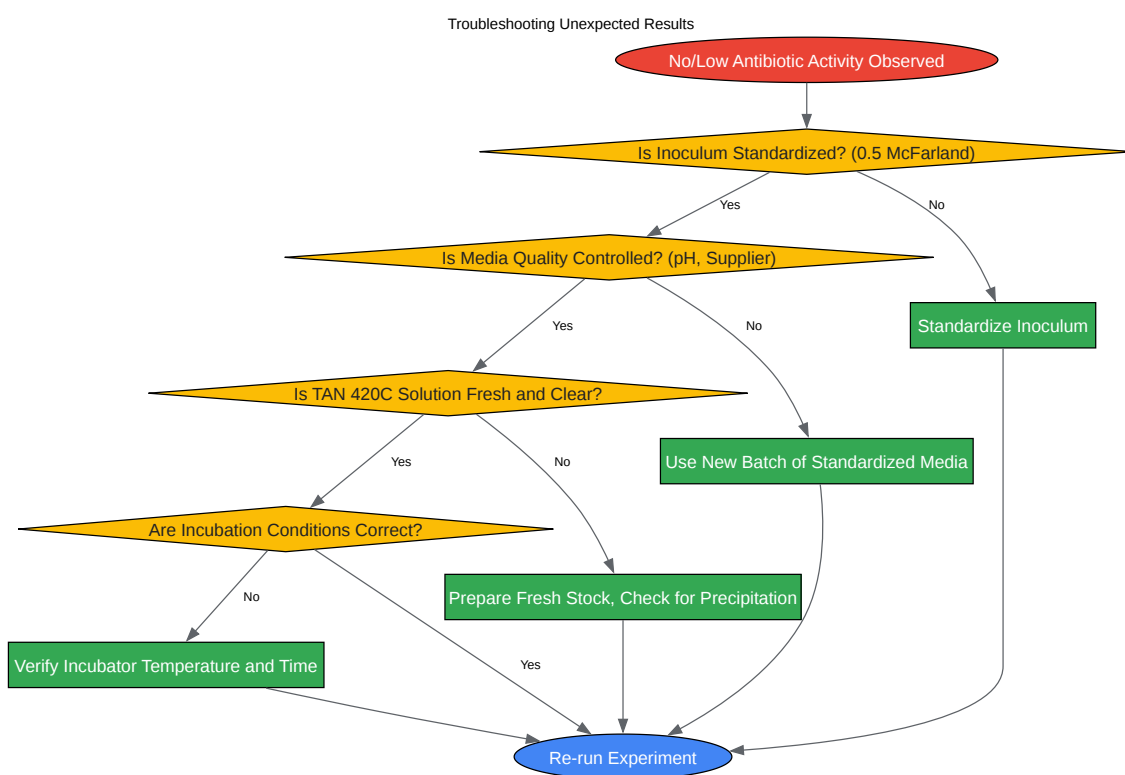 Troubleshooting Unexpected Results
No/Low Antibiotic Activity Observed
Is Inoculum Standardized? (0.5 McFarland)
Yes
No
Is Media Quality Controlled? (pH, Supplier)
Standardize Inoculum
Yes
No
Is TAN 420C Solution Fresh and Clear?
Use New Batch of Standardized Media
Yes
No
Are Incubation Conditions Correct?
Prepare Fresh Stock, Check for Precipitation
No
Verify Incubator Temperature and Time
Yes
Re-run Experiment